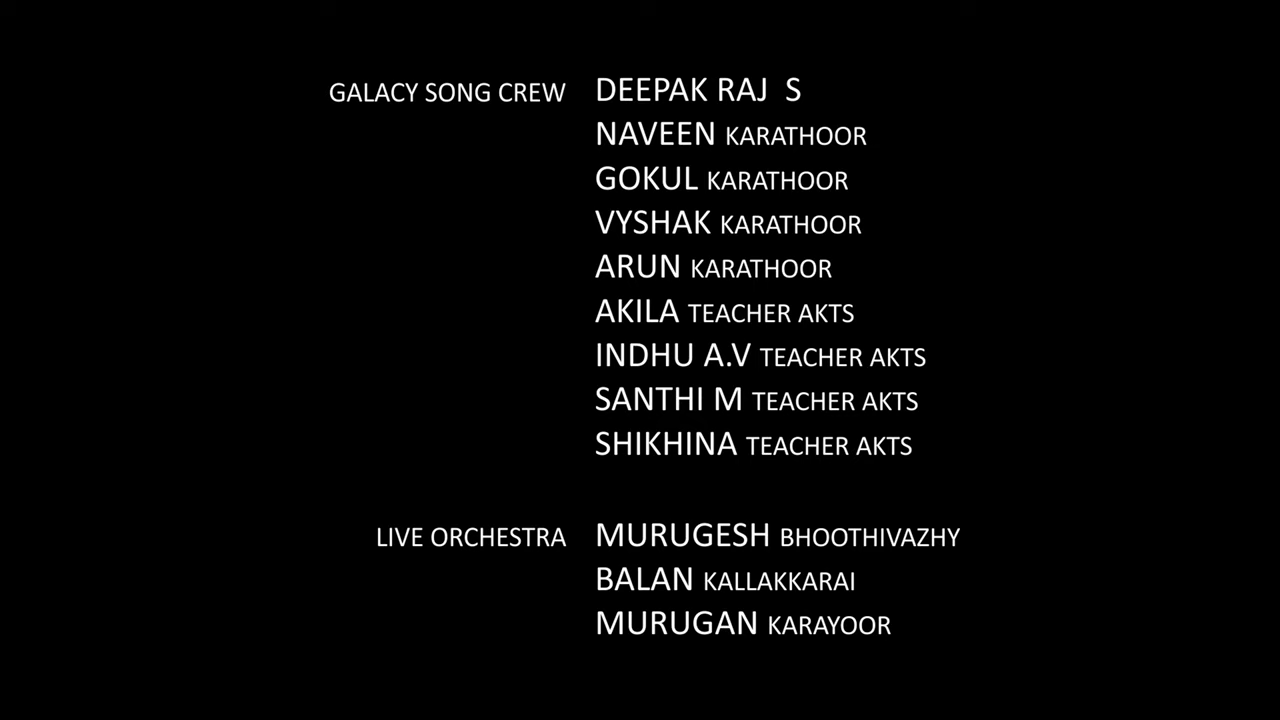 GALACY SONG CREW DEEPAK RAJ S
NAVEEN KARATHOOR
GOKUL KARATHOOR
VYSHAK KARATHOOR
ARUN KARATHOOR
AKILA TEACHER AKTS
INDHU A.V TEACHER AKTS
SANTHI M TEACHER AKTS
SHIKHINA TEACHER AKTS
LIVE ORCHESTRA MURUGESH BHOOTHIVAZHY
BALAN KALLAKKARAI
MURUGAN KARAYOOR